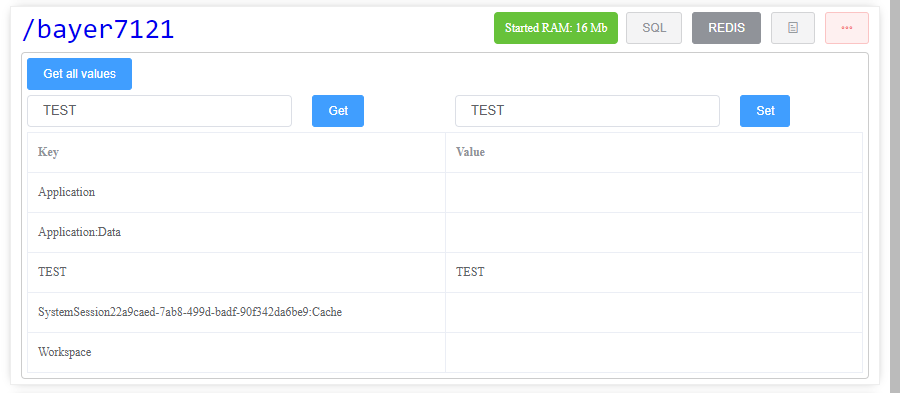 /bayer7121 Started RAM: 16 Mb SQL REDIS
Get all values
TEST Get TEST Set
Key Value
Application
Application:Data
TEST TEST
SystemSession22a9caed-7ab8-499d-badf-90f342da6be9:Cache
Workspace